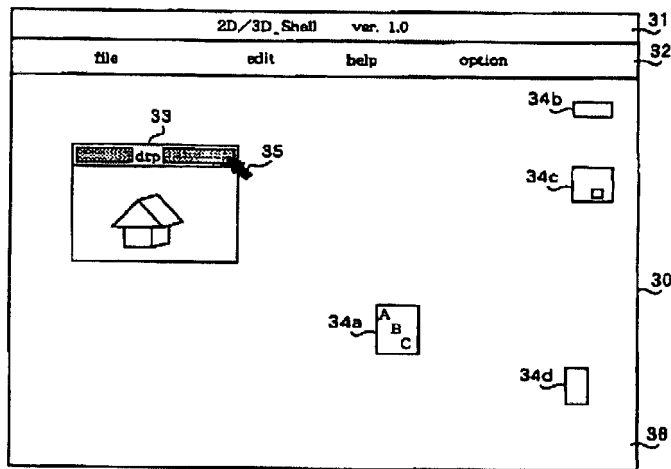 2D/3D_Shell ver. 1.0
31
32
file edit help option
33
dtp
35
34b
34c
30
34a
A
B
C
34d
38